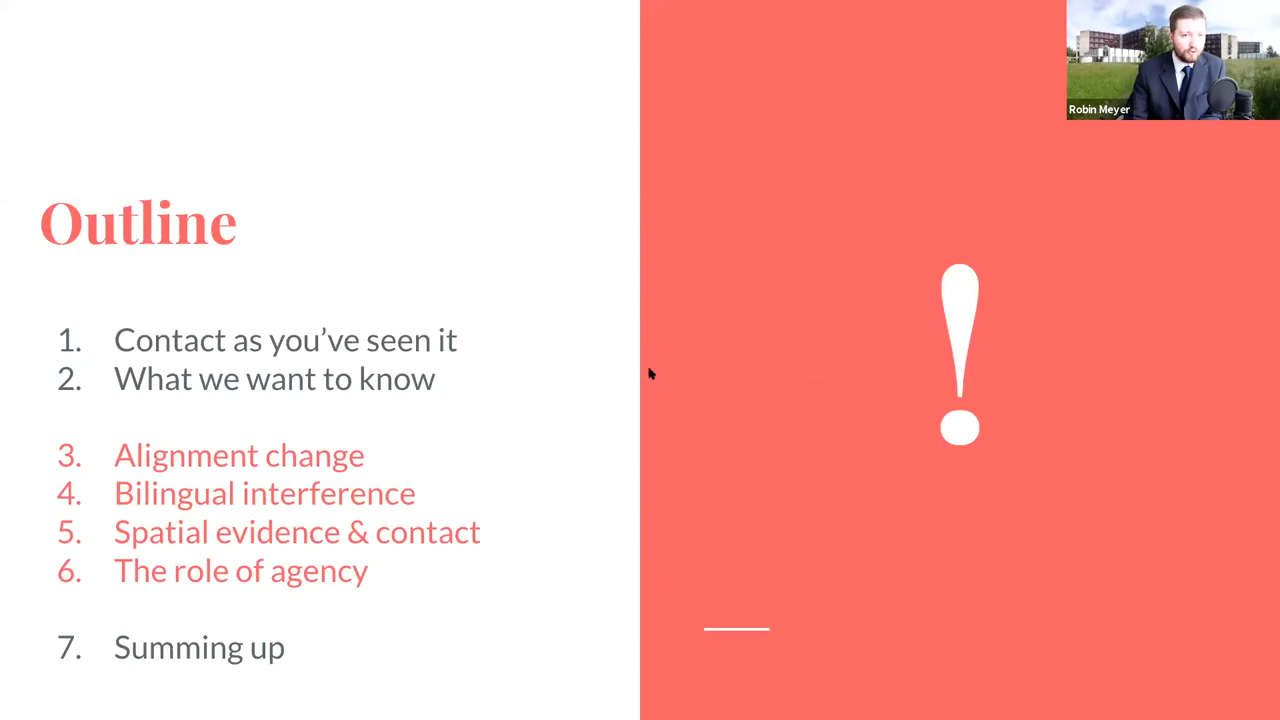 Robin Meyer
Outline
1. Contact as you've seen it
2. What we want to know
3. Alignment change
4. Bilingual interference
5. Spatial evidence & contact
6. The role of agency
7. Summing up
!